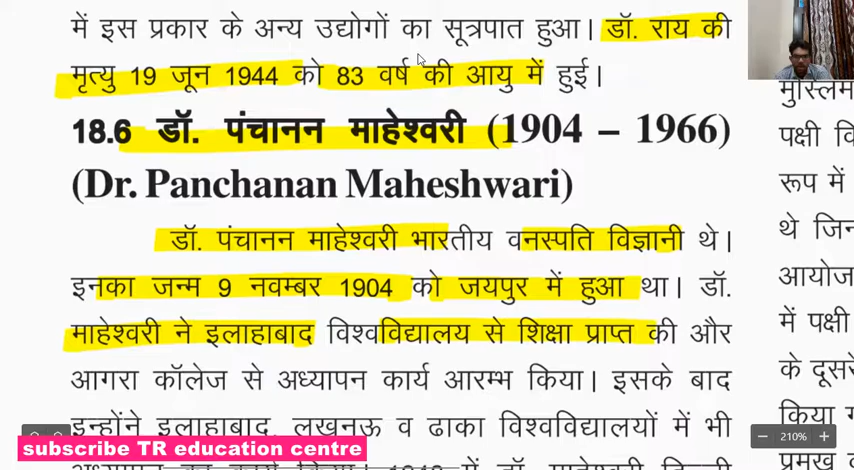 में इस प्रकार के अन्य उद्योगों का सूत्रपात हुआ। डॉ. राय की
मृत्यु 19 जून 1944 को 83 वर्ष की आयु में हुई।
18.6 डॉ. पंचानन माहेश्वरी (1904 – 1966)
(Dr. Panchanan Maheshwari)
डॉ. पंचानन माहेश्वरी भारतीय वनस्पति विज्ञानी थे।
इनका जन्म 9 नवम्बर 1904 को जयपुर में हुआ था। डॉ.
माहेश्वरी ने इलाहाबाद विश्वविद्यालय से शिक्षा प्राप्त की और
आगरा कॉलेज से अध्यापन कार्य आरम्भ किया। इसके बाद
इन्होंने इलाहाबाद, लखनऊ व ढाका विश्वविद्यालयों में भी
मुस्लिम
पक्षी
रूप में
थे जिन
आयोज
में पक्षी
के दूसरे
किया
प्रमुख
210%
subscribe TR education centre